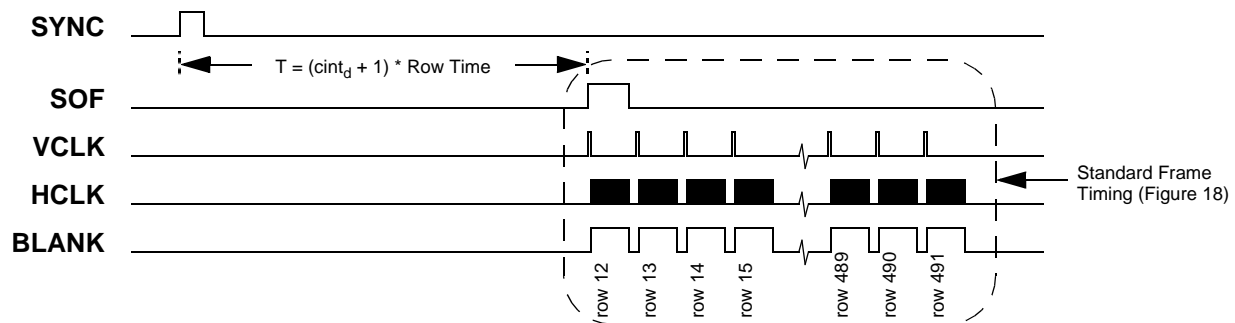 SYNC
T = (cint_d + 1) * Row Time
SOF
VCLK
HCLK
Standard Frame
Timing (Figure 18)
BLANK
row 12
row 13
row 14
row 15
row 489
row 490
row 491